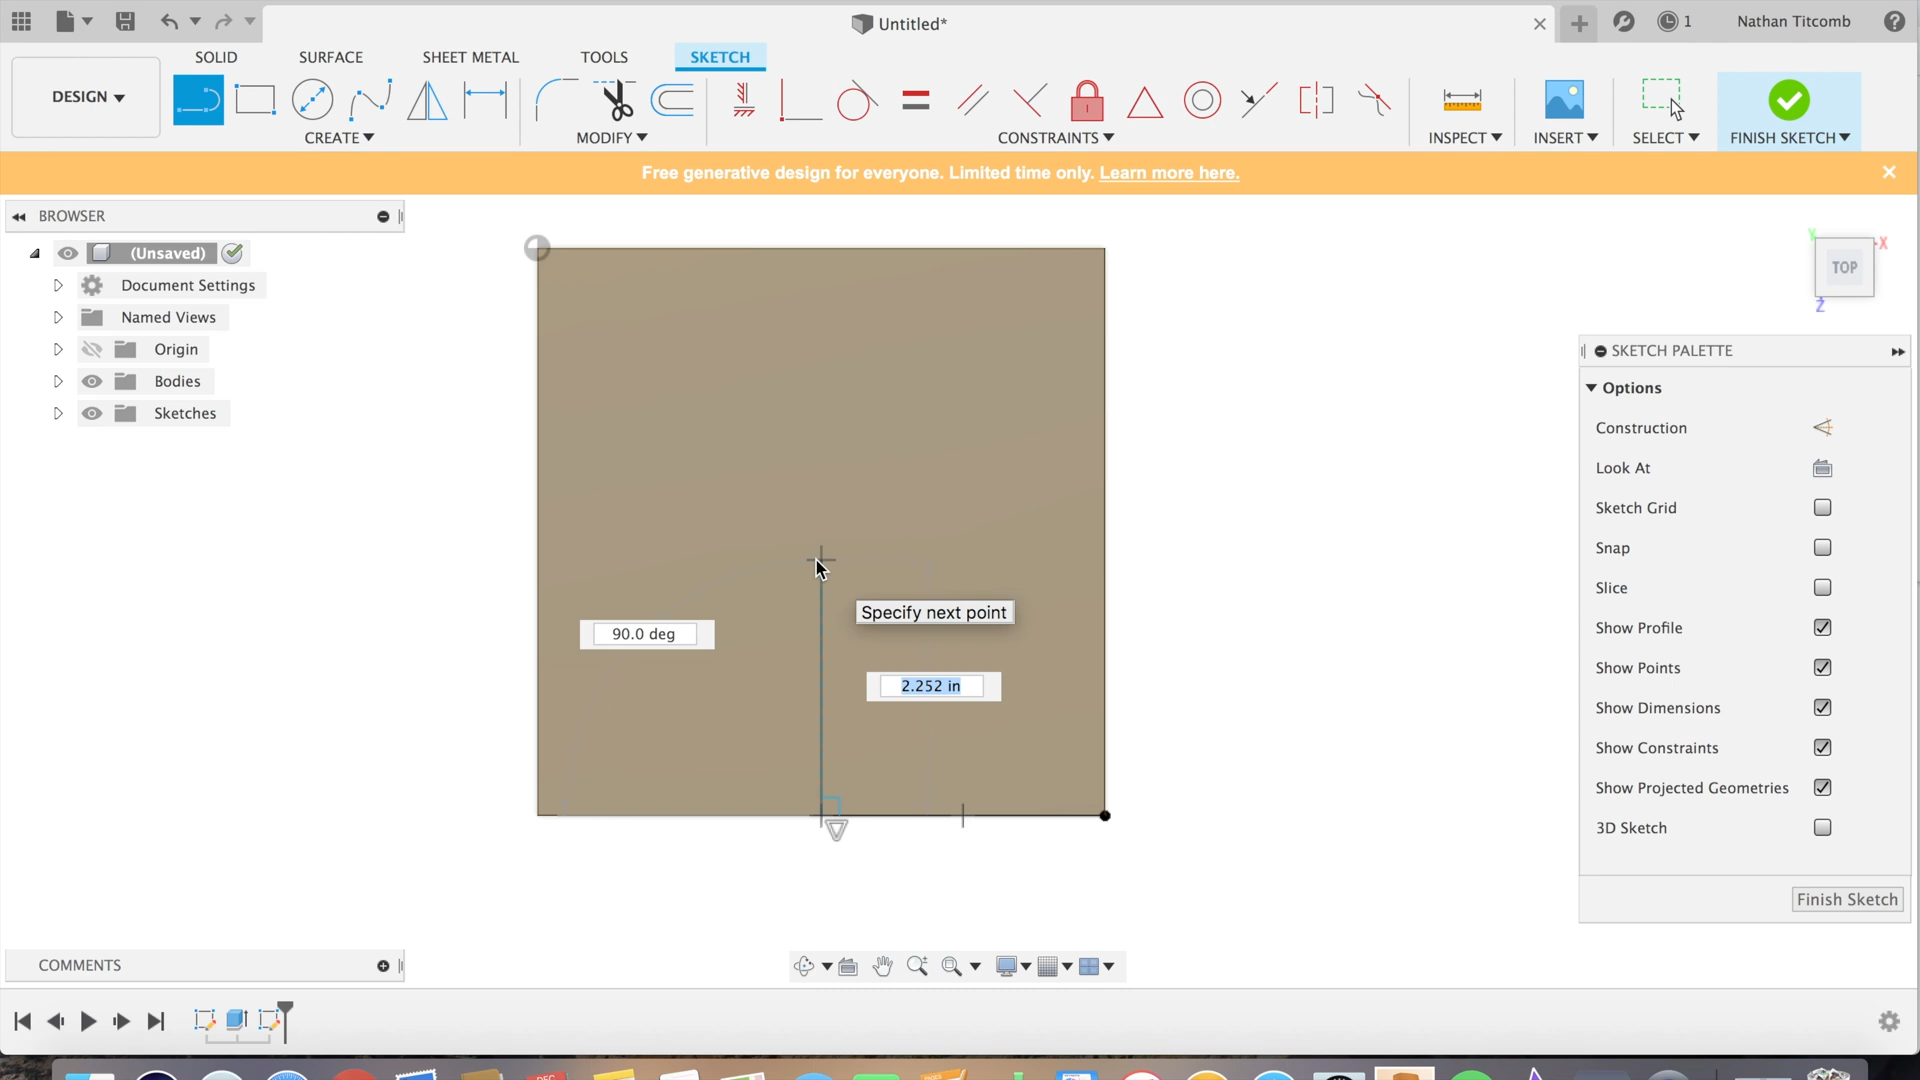 Untitled*
1
Nathan Titcomb
SOLID
SURFACE
SHEET METAL
TOOLS
SKETCH
DESIGN
CREATE
MODIFY
CONSTRAINTS
INSPECT
INSERT
SELECT
FINISH SKETCH
Free generative design for everyone. Limited time only. Learn more here.
BROWSER
(Unsaved)
Document Settings
Named Views
Origin
Bodies
Sketches
Y
X
TOP
Z
SKETCH PALETTE
Options
Construction
Look At
Sketch Grid
Snap
Slice
Show Profile
Show Points
Show Dimensions
Show Constraints
Show Projected Geometries
3D Sketch
Finish Sketch
Specify next point
90.0 deg
2.252 in
COMMENTS
DEC